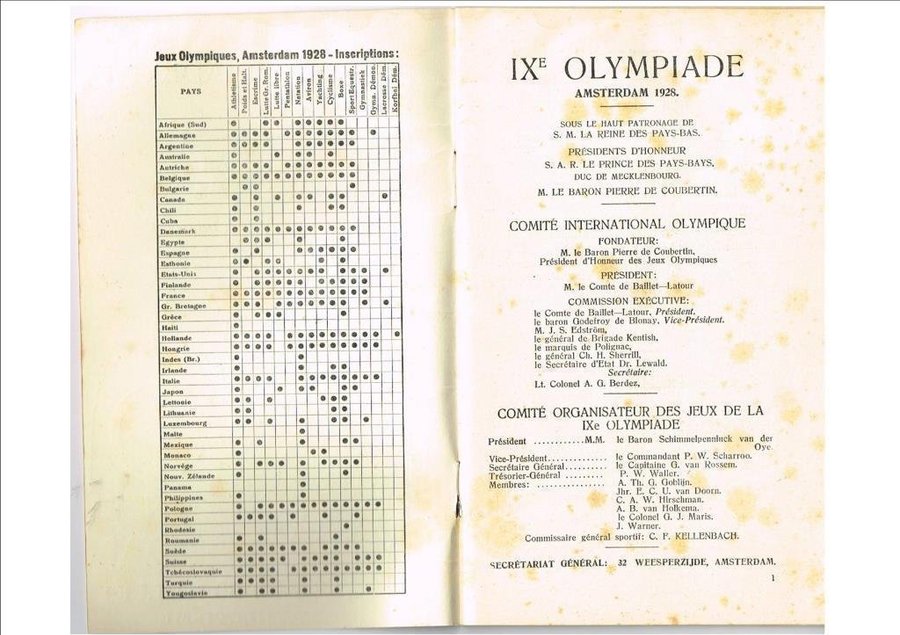 Jeux Olympiques, Amsterdam 1928 - Inscriptions:
PAYS
Athlétisme
Poids et Halt.
Escrime
Lutte Gr. Rom.
Lutte libre
Pentathlon
Natation
Aviron
Yachting
Cyclisme
Boxe
Sport Equestr.
Gymnastiek
Gymn. Démoc.
Lacrosse Dém.
Korfbal Dém.
Afrique (Sud)
Allemagne
Argentine
Australie
Autriche
Belgique
Bulgarie
Canada
Chili
Cuba
Danemark
Egypte
Espagne
Esthonie
Etats-Unis
Finlande
France
Gr. Bretagne
Grèce
Haiti
Hollande
Hongrie
Indes (Br.)
Irlande
Italie
Japon
Lettonie
Lithuanie
Luxembourg
Malte
Mexique
Monaco
Norvège
Nouv. Zélande
Panama
Philippines
Pologne
Portugal
Rhodesie
Roumanie
Suède
Suisse
Tchécoslovaquie
Turquie
Yougoslavie
IXE OLYMPIADE
AMSTERDAM 1928.
SOUS LE HAUT PATRONAGE DE
S. M. LA REINE DES PAYS-BAS.
PRÉSIDENTS D'HONNEUR
S. A. R. LE PRINCE DES PAYS-BAYS,
DUC DE MECKLENBOURG.
M. LE BARON PIERRE DE COUBERTIN.
COMITÉ INTERNATIONAL OLYMPIQUE
FONDATEUR:
M. le Baron Pierre de Coubertin,
Président d'Honneur des Jeux Olympiques
PRÉSIDENT:
M. le Comte de Baillet—Latour
COMMISSION EXÉCUTIVE:
le Comte de Baillet—Latour, Président.
le baron Godefroy de Blonay, Vice-Président.
M. J. S. Edström,
le général de Brigade Kentish,
le marquis de Polignac,
le général Ch. H. Sherrill,
le Secrétaire d'Etat Dr. Lewald.
Secrétaire:
Lt. Colonel A. G. Berdez,
COMITÉ ORGANISATEUR DES JEUX DE LA
IXe OLYMPIADE
Président ............M.M. le Baron Schimmelpenninck van der
Oye.
Vice-Président.............. le Commandant P. W. Scharroo.
Secrétaire Général.......... le Capitaine G. van Rossem.
Trésorier-Général ......... P. W. Waller.
Membres: ................ A. Th. G. Goblijn.
Jhr. E. C. U. van Doorn.
C. A. W. Hirschman.
A. B. van Holkema.
le Colonel G. J. Maris.
J. Warner.
Commissaire général sportif: C. F. KELLENBACH.
SECRÉTARIAT GÉNÉRAL: 32 WEESPERZIJDE, AMSTERDAM.
1